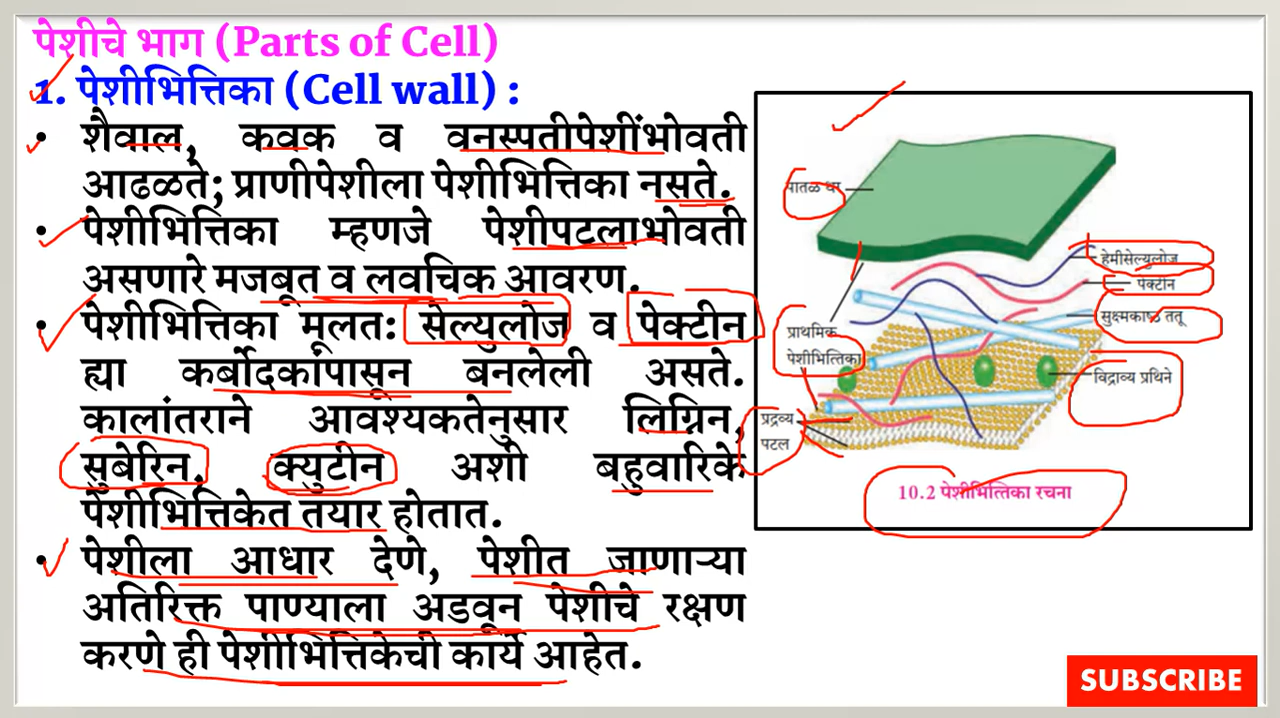 पेशीचे भाग (Parts of Cell)
1. पेशीभित्तिका (Cell wall) :
• शैवाल, कवक व वनस्पतीपेशींभोवती
आढळते; प्राणीपेशीला पेशीभित्तिका नसते.
• पेशीभित्तिका म्हणजे पेशीपटलाभोवती
असणारे मजबूत व लवचिक आवरण.
• पेशीभित्तिका मूलत: सेल्युलोज व पेक्टीन
ह्या कर्बोदकांपासून बनलेली असते.
कालांतराने आवश्यकतेनुसार लिग्निन,
सुबेरिन, क्युटीन अशी बहुवारिके
पेशीभित्तिकेत तयार होतात.
• पेशीला आधार देणे, पेशीत जाणाऱ्या
अतिरिक्त पाण्याला अडवून पेशीचे रक्षण
करणे ही पेशीभित्तिकेची कार्ये आहेत.
पातळ थर
हेमीसेल्युलोज
पेक्टीन
सुक्ष्मकाष्ठ तंतू
प्राथमिक
पेशीभित्तिका
विद्राव्य प्रथिने
प्रद्रव्य
पटल
10.2 पेशीभित्तिका रचना
SUBSCRIBE